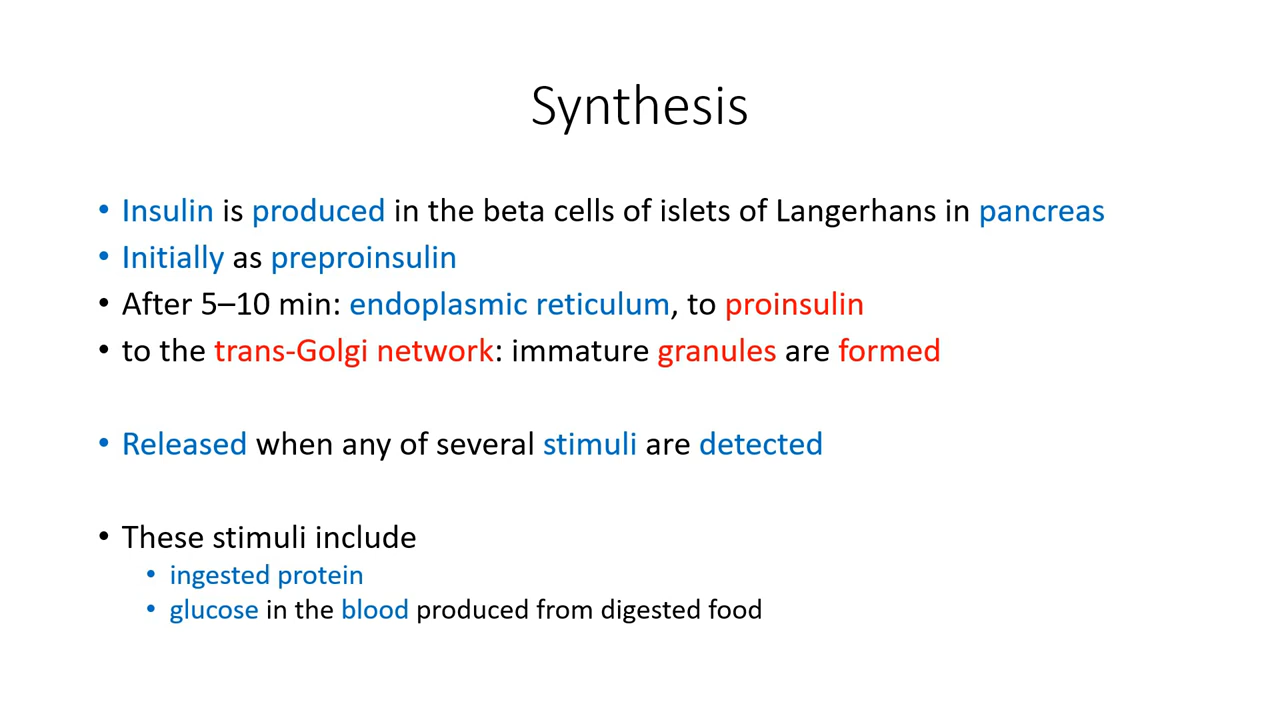 Synthesis
• Insulin is produced in the beta cells of islets of Langerhans in pancreas
• Initially as preproinsulin
• After 5–10 min: endoplasmic reticulum, to proinsulin
• to the trans-Golgi network: immature granules are formed
• Released when any of several stimuli are detected
• These stimuli include
• ingested protein
• glucose in the blood produced from digested food